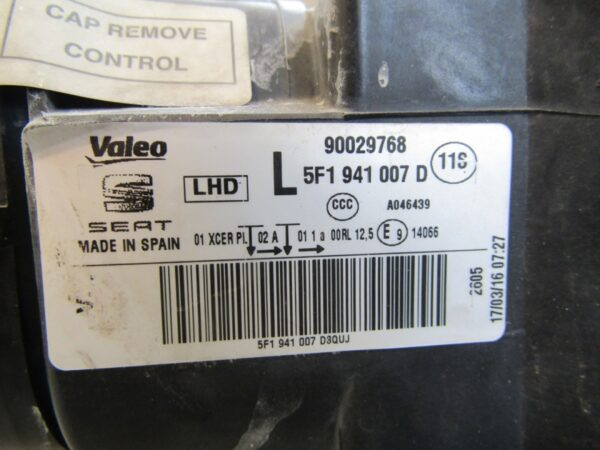 CAP REMOVE
CONTROL
Valeo
SEAT
MADE IN SPAIN
LHD
L
90029768
5F1 941 007 D
11S
CCC
A046439
01 XCER PL 02 A 01 1 a 00RL 12,5 E 9 14066
5F1 941 007 D3QUJ
2605
17/03/16 07:27